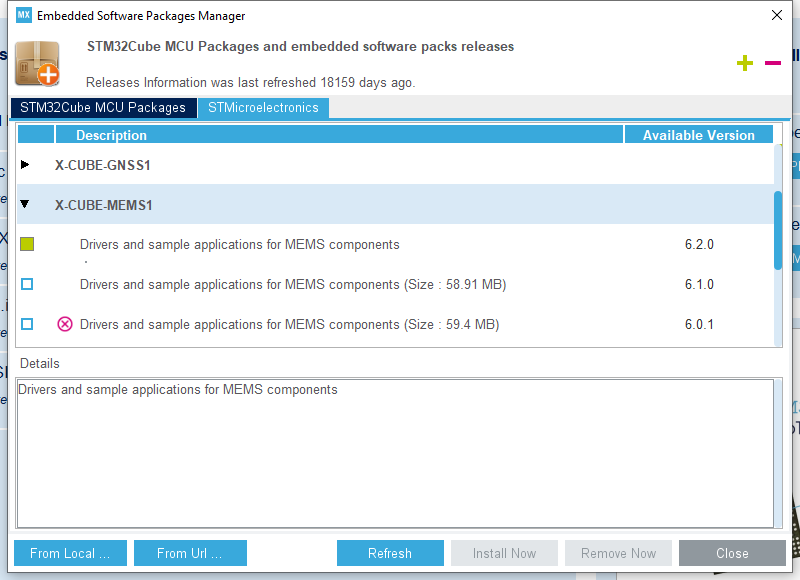 MX Embedded Software Packages Manager
STM32Cube MCU Packages and embedded software packs releases
Releases Information was last refreshed 18159 days ago.
STM32Cube MCU Packages STMicroelectronics
Description Available Version
X-CUBE-GNSS1
X-CUBE-MEMS1
Drivers and sample applications for MEMS components 6.2.0
Drivers and sample applications for MEMS components (Size : 58.91 MB) 6.1.0
Drivers and sample applications for MEMS components (Size : 59.4 MB) 6.0.1
Details
Drivers and sample applications for MEMS components
From Local ... From Url ... Refresh Install Now Remove Now Close